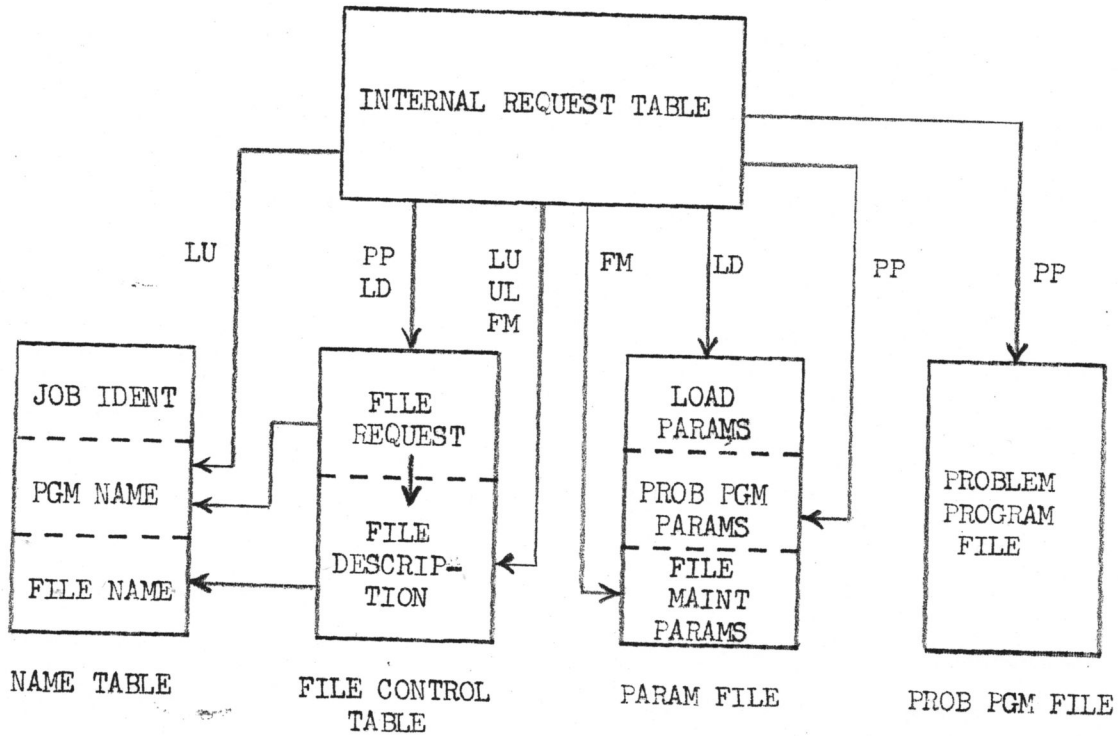 INTERNAL REQUEST TABLE
LU
PP
LD
LU
UL
FM
FM
LD
PP
PP
JOB IDENT
PGM NAME
FILE NAME
FILE
REQUEST
FILE
DESCRIP-
TION
LOAD
PARAMS
PROB PGM
PARAMS
FILE
MAINT
PARAMS
PROBLEM
PROGRAM
FILE
NAME TABLE
FILE CONTROL
TABLE
PARAM FILE
PROB PGM FILE